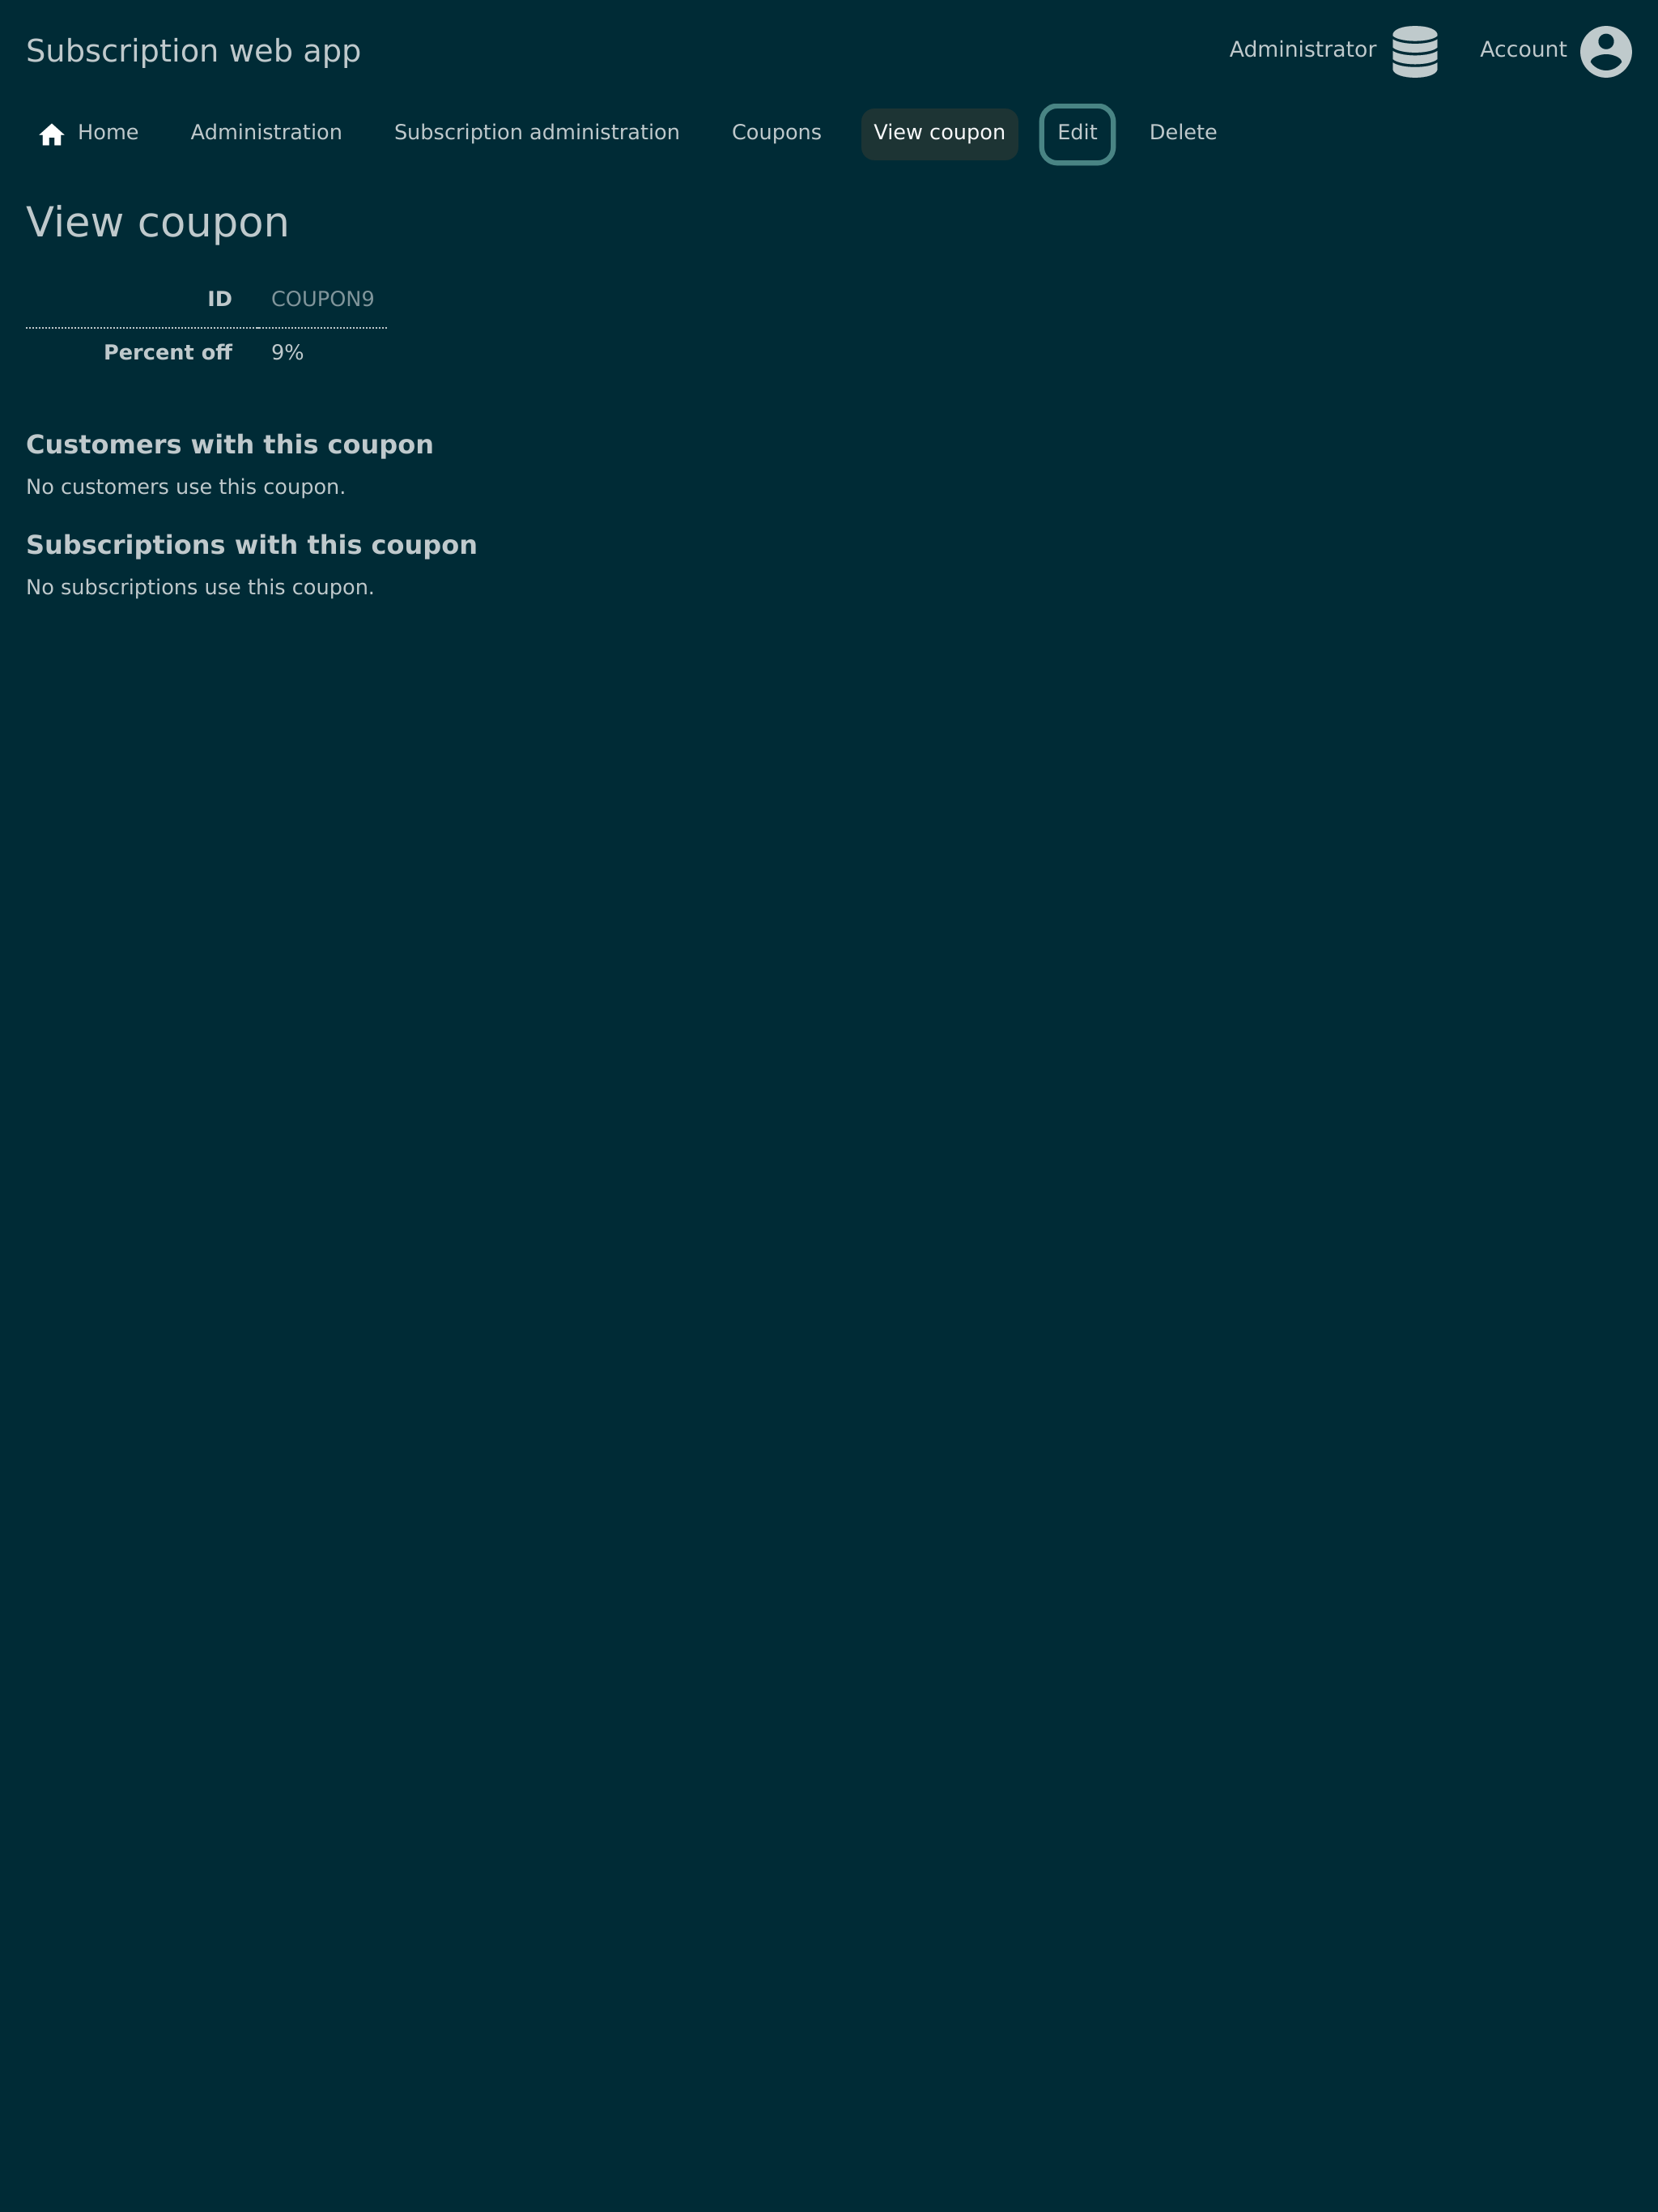 Subscription web app
Administrator Account
Home Administration Subscription administration Coupons View coupon Edit Delete
View coupon
ID COUPON9
Percent off 9%
Customers with this coupon
No customers use this coupon.
Subscriptions with this coupon
No subscriptions use this coupon.